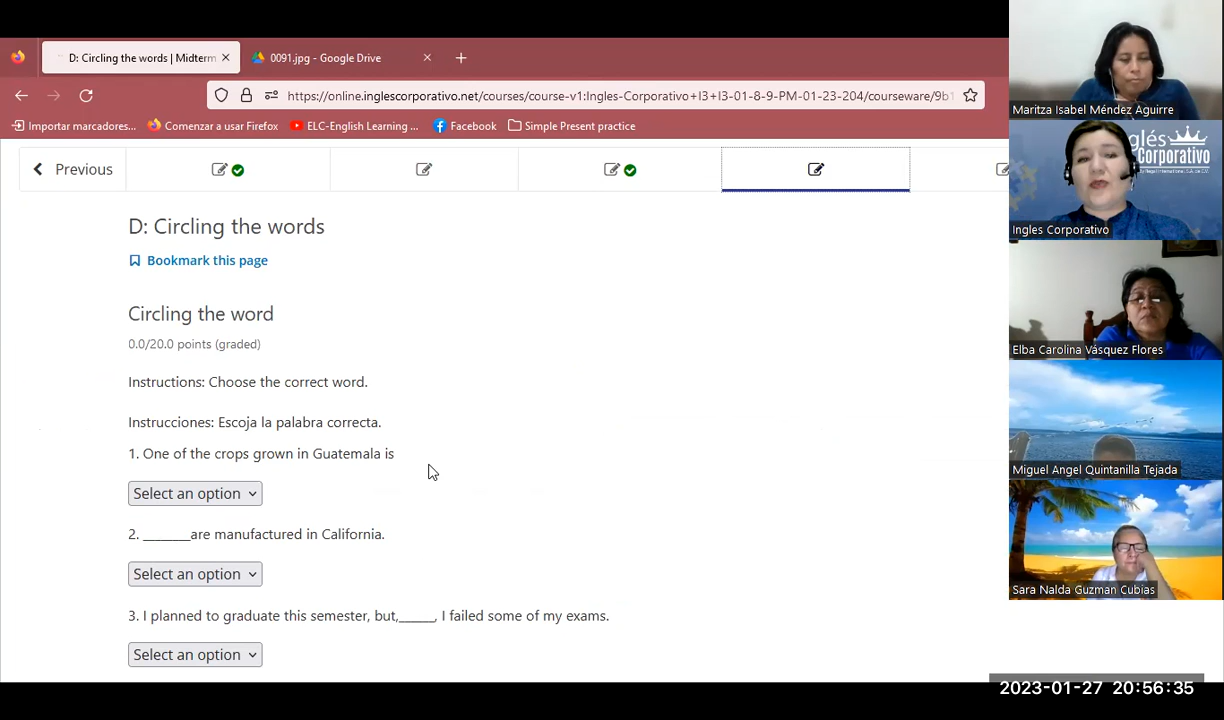 D: Circling the words | Midterm
0091.jpg - Google Drive
https://online.inglescorporativo.net/courses/course-v1:Ingles-Corporativo+I3+I3-01-8-9-PM-01-23-204/courseware/9b1
Importar marcadores...
Comenzar a usar Firefox
ELC-English Learning ...
Facebook
Simple Present practice
Previous
D: Circling the words
Bookmark this page
Circling the word
0.0/20.0 points (graded)
Instructions: Choose the correct word.
Instrucciones: Escoja la palabra correcta.
1. One of the crops grown in Guatemala is
Select an option
2. ________are manufactured in California.
Select an option
3. I planned to graduate this semester, but,______, I failed some of my exams.
Select an option
Maritza Isabel Méndez Aguirre
glés
Corporativo
Ingles Corporativo
Elba Carolina Vásquez Flores
Miguel Angel Quintanilla Tejada
Sara Nalda Guzman Cubias
2023-01-27 20:56:35